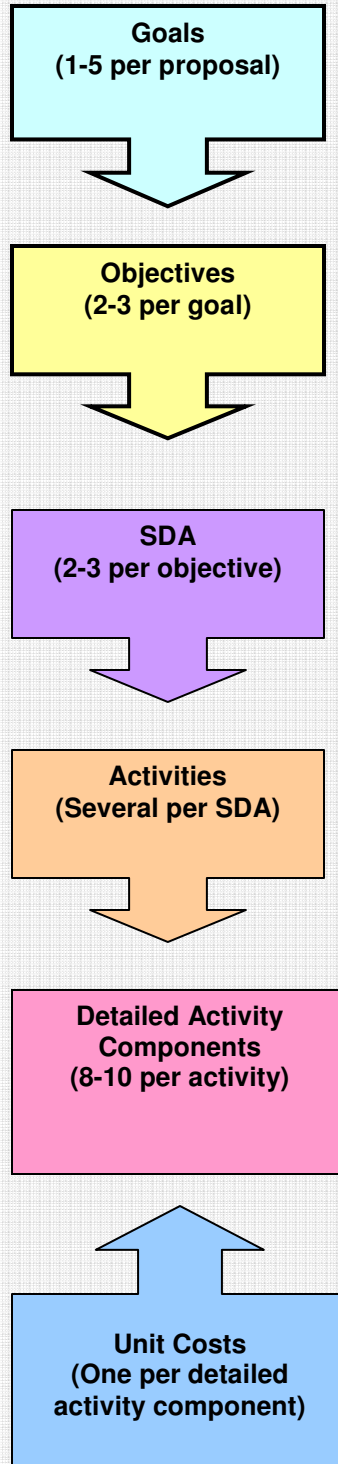 Goals
(1-5 per proposal)
Objectives
(2-3 per goal)
SDA
(2-3 per objective)
Activities
(Several per SDA)
Detailed Activity
Components
(8-10 per activity)
Unit Costs
(One per detailed
activity component)